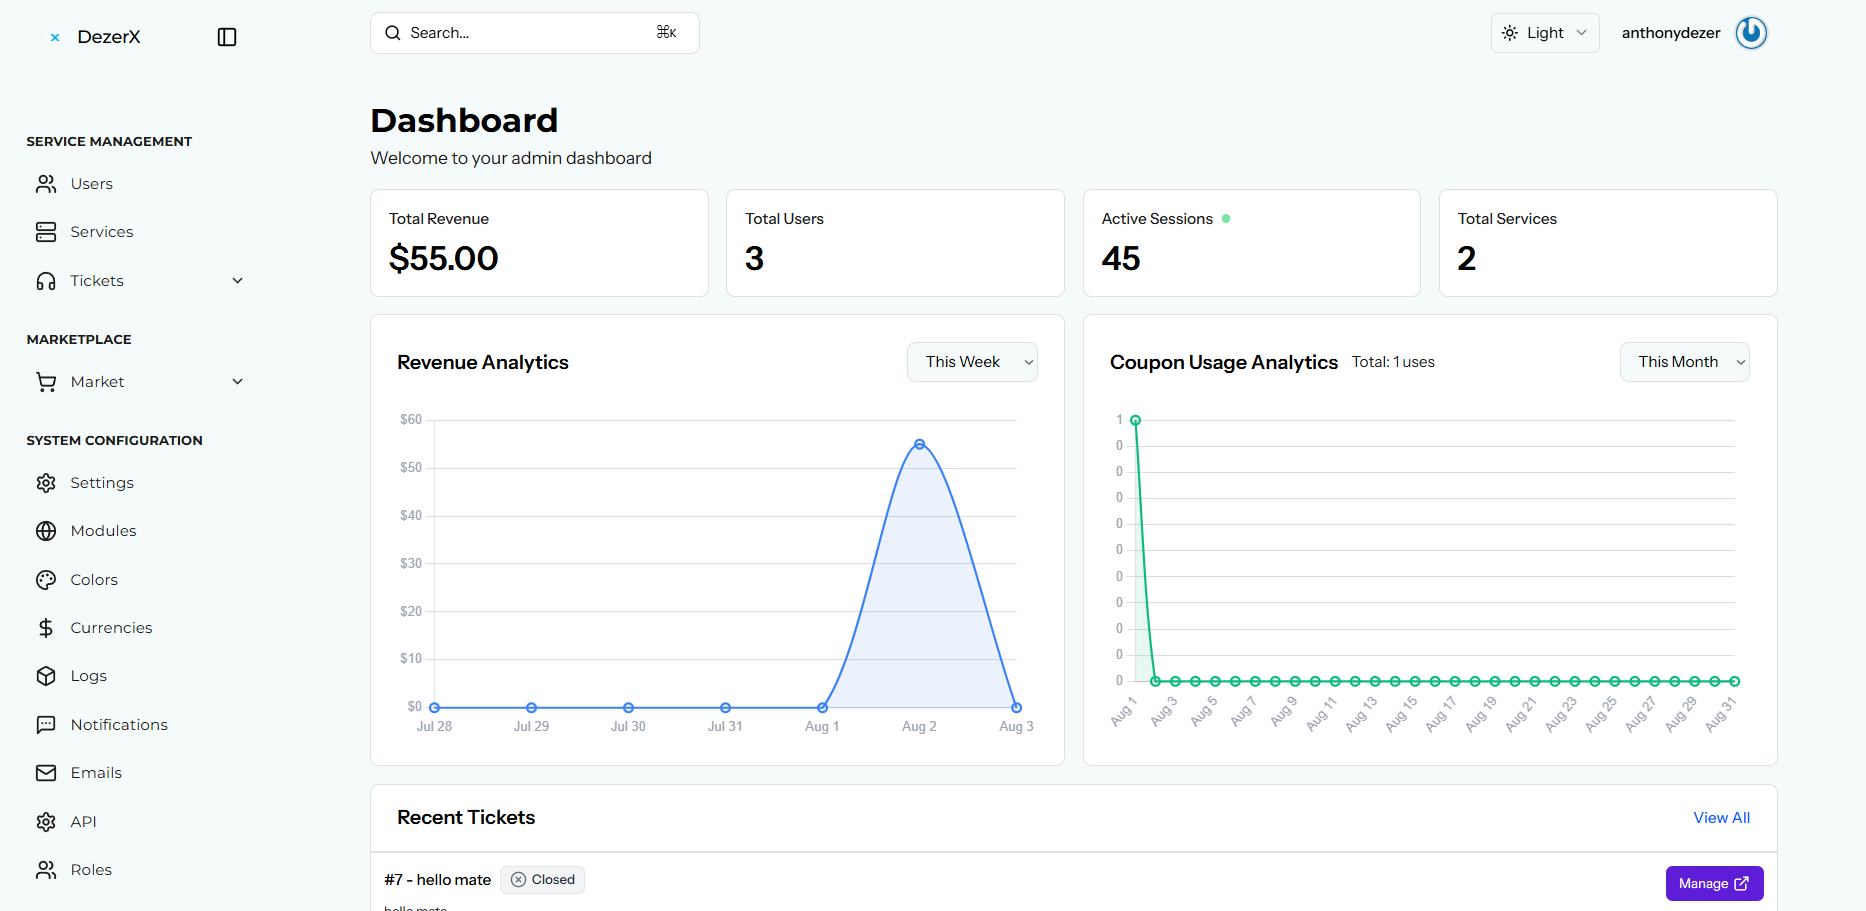 DezerX
Search...
⌘K
Light
anthonydezer
SERVICE MANAGEMENT
Users
Services
Tickets
MARKETPLACE
Market
SYSTEM CONFIGURATION
Settings
Modules
Colors
Currencies
Logs
Notifications
Emails
API
Roles
Dashboard
Welcome to your admin dashboard
Total Revenue
$55.00
Total Users
3
Active Sessions
45
Total Services
2
Revenue Analytics
This Week
$60
$50
$40
$30
$20
$10
$0
Jul 28 Jul 29 Jul 30 Jul 31 Aug 1 Aug 2 Aug 3
Coupon Usage Analytics Total: 1 uses
This Month
1
0
0
0
0
0
0
0
0
0
0
Aug 1 Aug 3 Aug 5 Aug 7 Aug 9 Aug 11 Aug 13 Aug 15 Aug 17 Aug 19 Aug 21 Aug 23 Aug 25 Aug 27 Aug 29 Aug 31
Recent Tickets
View All
#7 - hello mate Closed
Manage
hello mate